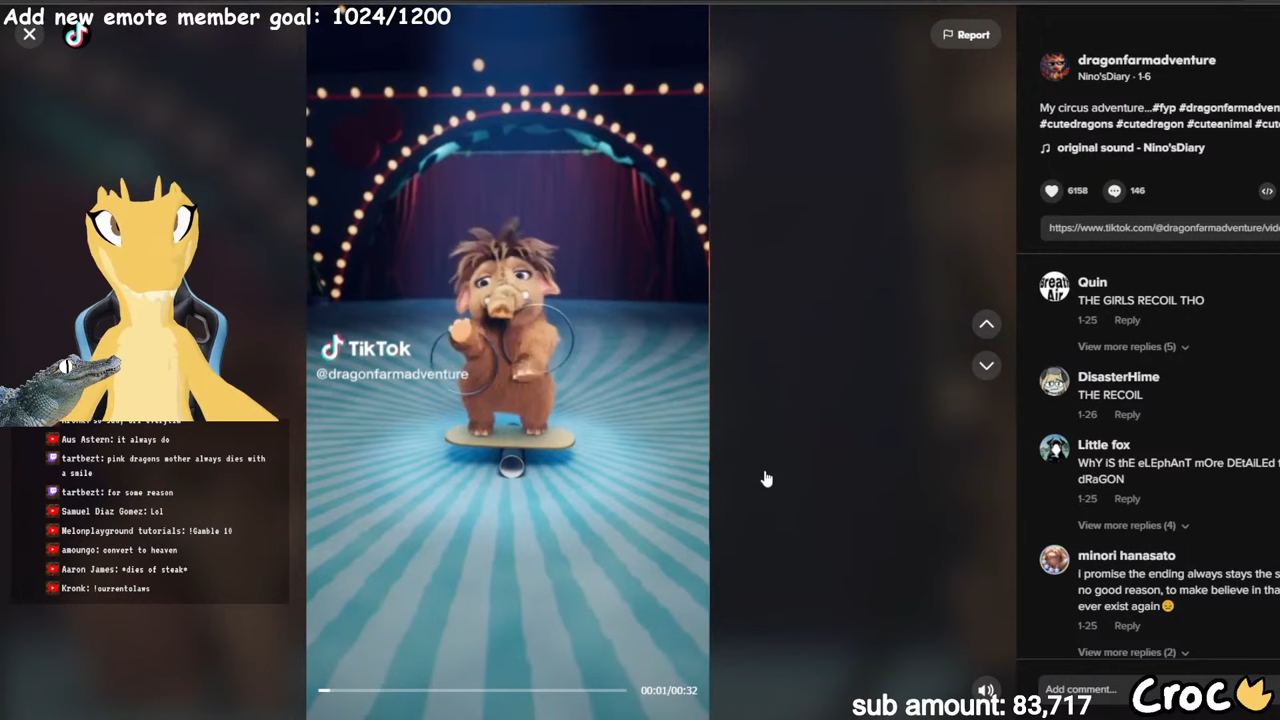 Add new emote member goal: 1024/1200
Report
TikTok
@dragonfarmadventure
00:01/00:32
Aus Astern: it always do
tartbezt: pink dragons mother always dies with
a smile
tartbezt: for some reason
Samuel Diaz Gomez: Lol
Melonplayground tutorials: !Gamble 10
amoungo: convert to heaven
Aaron James: *dies of steak*
Kronk: !ourrentolaws
dragonfarmadventure
Nino'sDiary · 1-6
My circus adventure...#fyp #dragonfarmadven
#cutedragons #cutedragon #cuteanimal #cute
original sound - Nino'sDiary
6158
146
https://www.tiktok.com/@dragonfarmadventure/vide
Quin
THE GIRLS RECOIL THO
1-25 Reply
View more replies (5)
DisasterHime
THE RECOIL
1-26 Reply
Little fox
WhY iS thE eLEphAnT mOre DEtAiLEd
dRaGON
1-25 Reply
View more replies (4)
minori hanasato
i promise the ending always stays the s
no good reason, to make believe in tha
ever exist again
1-25 Reply
View more replies (2)
Add comment...
sub amount: 83,717
Croc